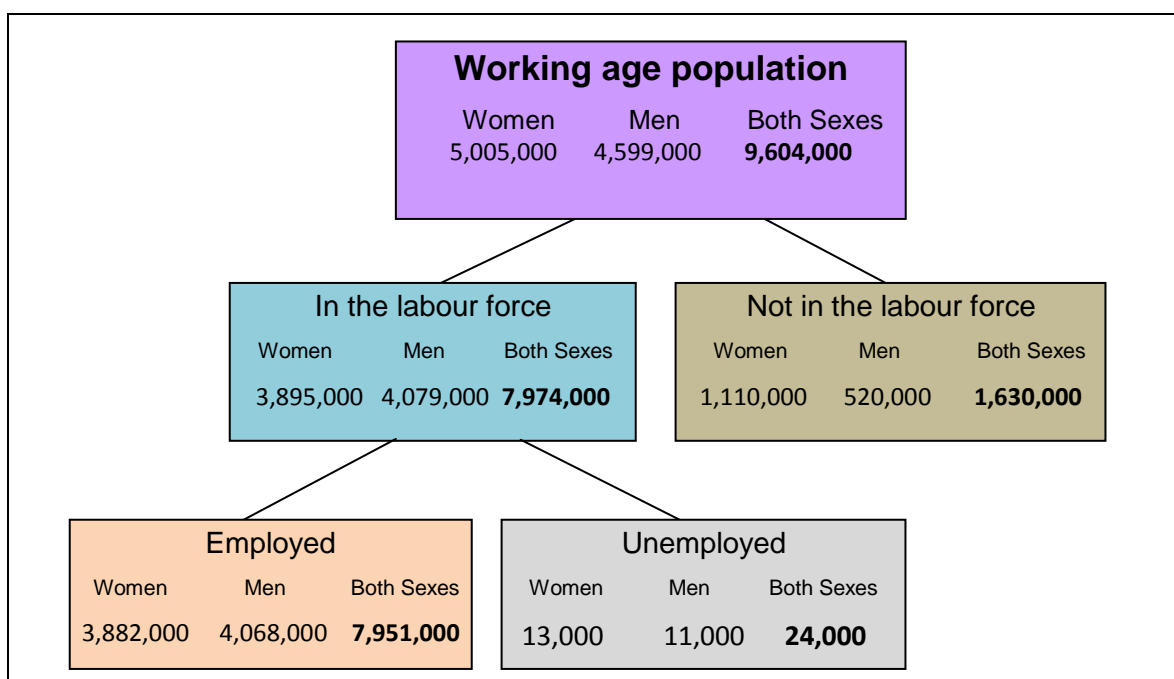 Working age population
Women Men Both Sexes
5,005,000 4,599,000 9,604,000
In the labour force
Women Men Both Sexes
3,895,000 4,079,000 7,974,000
Not in the labour force
Women Men Both Sexes
1,110,000 520,000 1,630,000
Employed
Women Men Both Sexes
3,882,000 4,068,000 7,951,000
Unemployed
Women Men Both Sexes
13,000 11,000 24,000